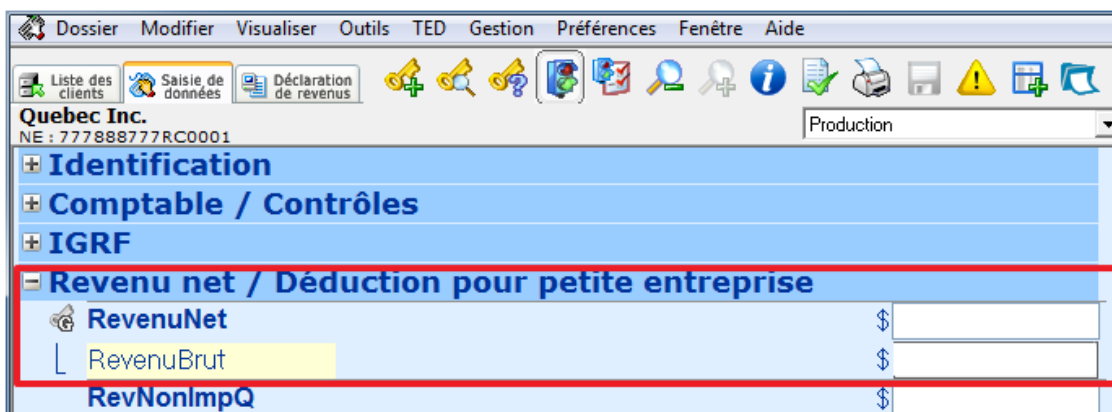 Dossier Modifier Visualiser Outils TED Gestion Préférences Fenêtre Aide
Liste des clients Saisie de données Déclaration de revenus
Quebec Inc.
NE : 777888777RC0001
Production
Identification
Comptable / Contrôles
IGRF
Revenu net / Déduction pour petite entreprise
RevenuNet $
RevenuBrut $
RevNonImpQ $